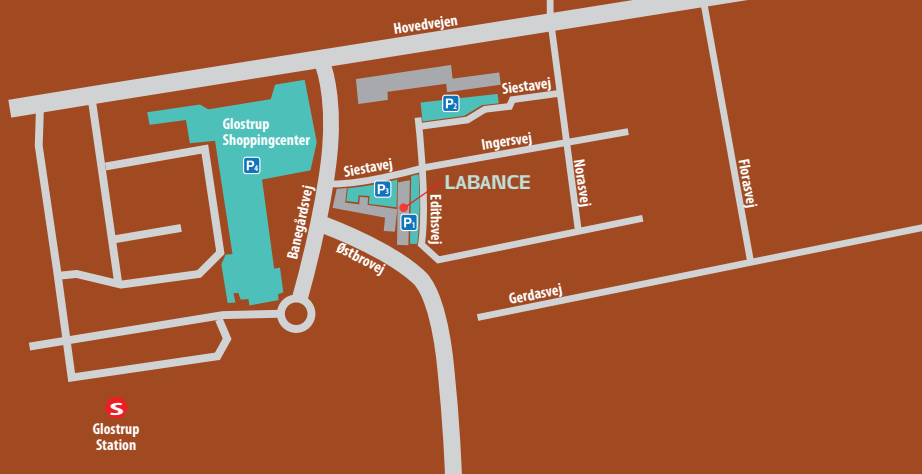 Hovedvejen
Siestavej
P2
Glostrup
Shoppingcenter
P4
Ingersvej
Siestavej
P3
LABANCE
Norasvej
Florasvej
Banegårdsvej
Edithsvej
P1
Østbrovej
Gerdasvej
S
Glostrup
Station